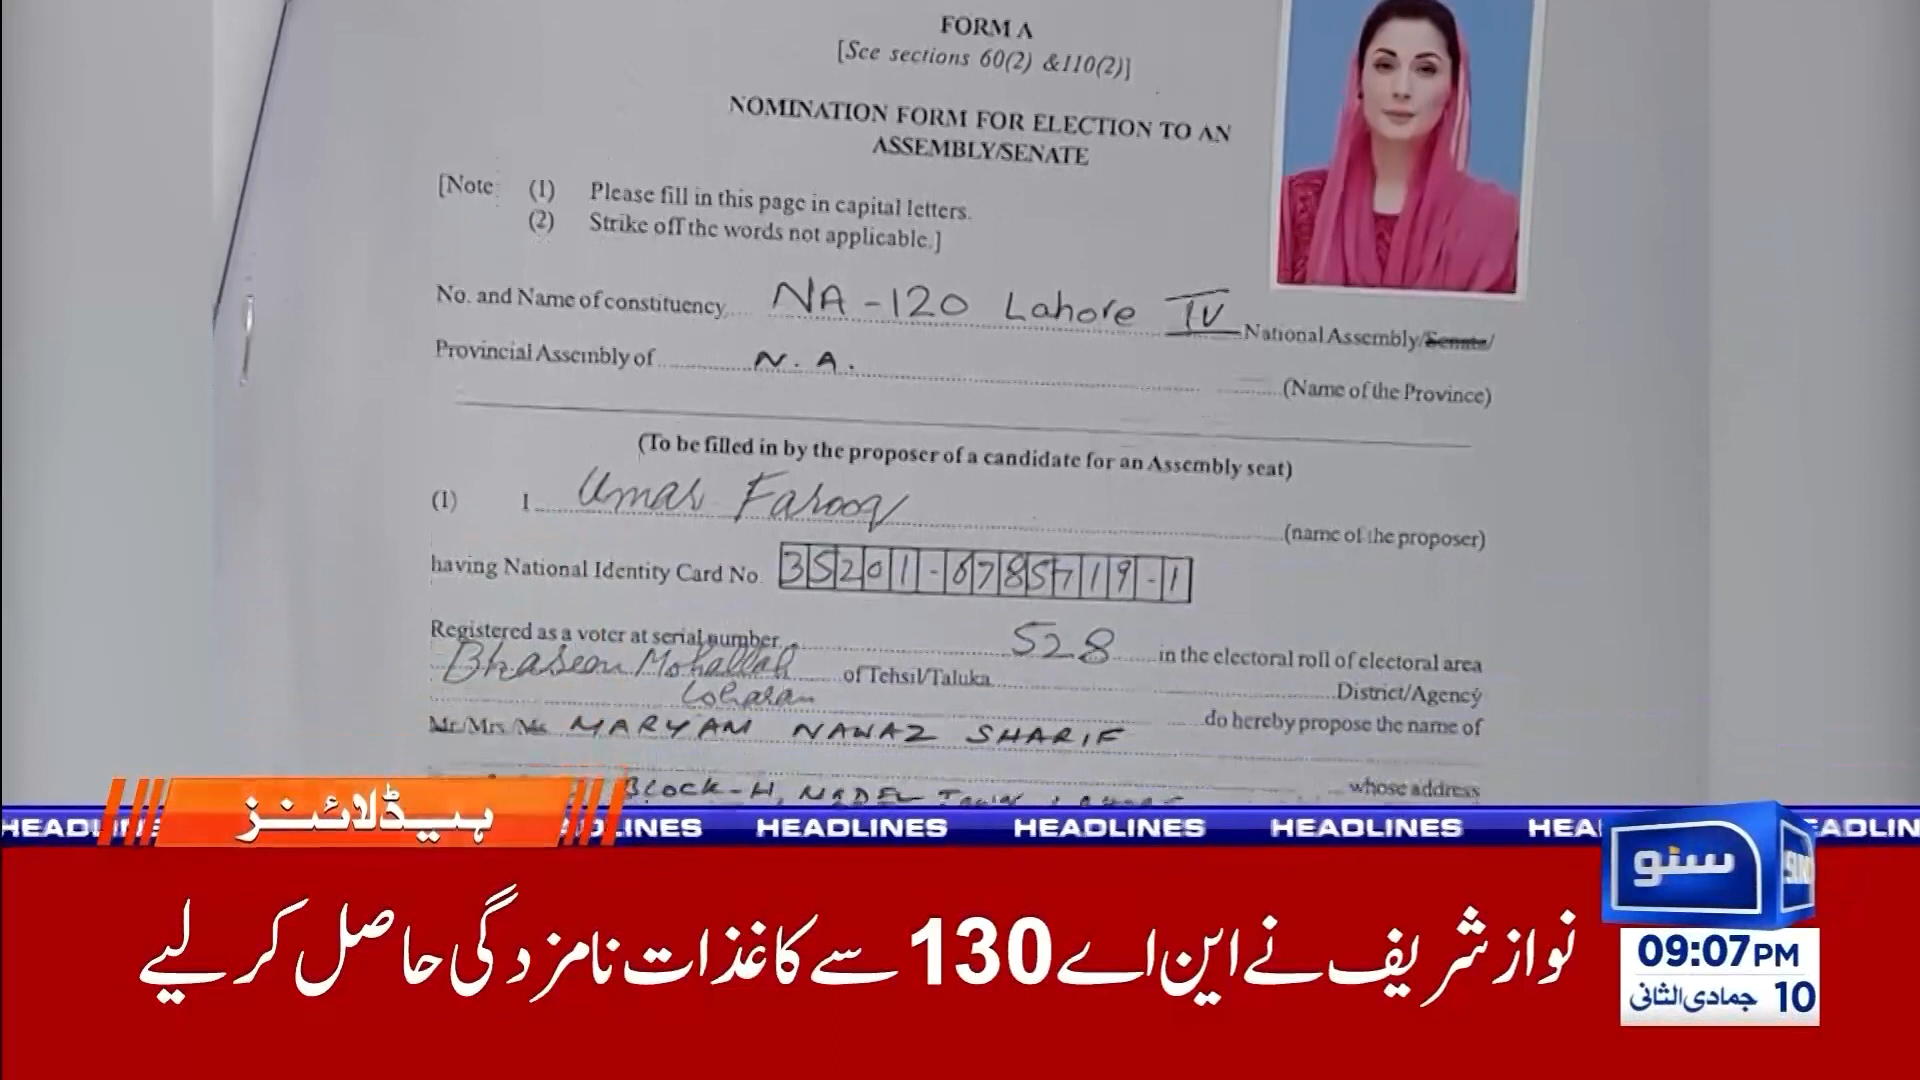 FORM A
[See sections 60(2) &110(2)]
NOMINATION FORM FOR ELECTION TO AN
ASSEMBLY/SENATE
[Note: (1) Please fill in this page in capital letters.
(2) Strike off the words not applicable.]
No. and Name of constituency NA-120 Lahore IV National Assembly/Senate/
Provincial Assembly of N.A. (Name of the Province)
(To be filled in by the proposer of a candidate for an Assembly seat)
(1) I Umar Farooq (name of the proposer)
having National Identity Card No. 35201-6785719-1
Registered as a voter at serial number 528 in the electoral roll of electoral area
Bhaseen Mohallah of Tehsil/Taluka District/Agency
Loharan
Mr/Mrs/Ms MARYAM NAWAZ SHARIF do hereby propose the name of
BLOCK-H, whose address
ہیڈلائنز
HEADLINES HEADLINES HEADLINES
سنو
نواز شریف نے این اے 130 سے کاغذات نامزدگی حاصل کر لیے
09:07PM
10 جمادی الثانی